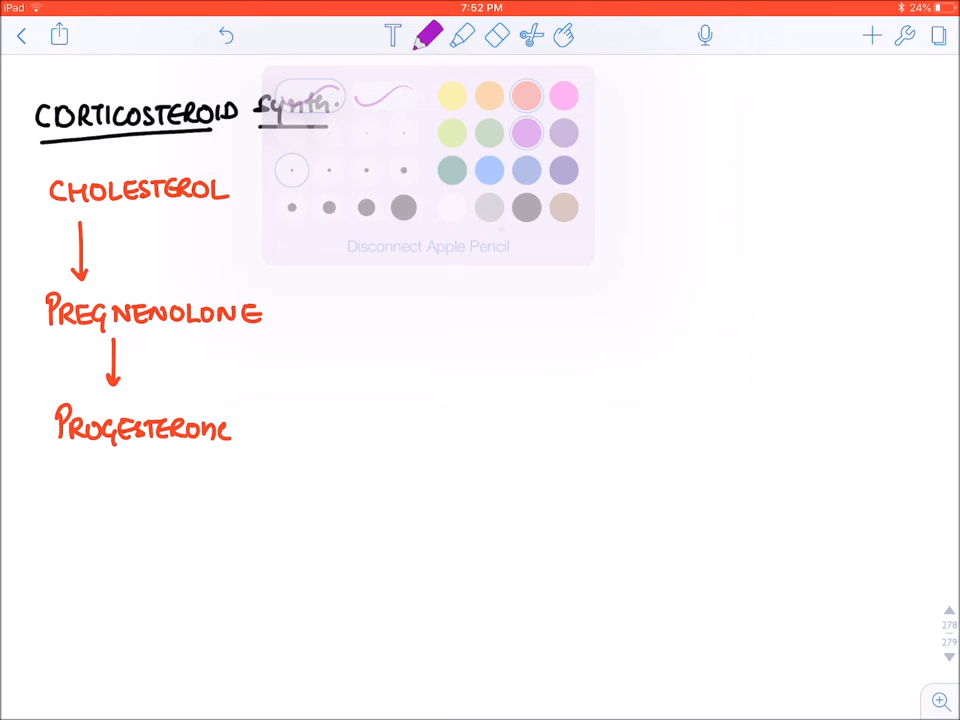 iPad 7:52 PM 24%
T
CORTICOSTEROID synth.
CHOLESTEROL
Disconnect Apple Pencil
PREGNENOLONE
PROGESTERONE
278
279